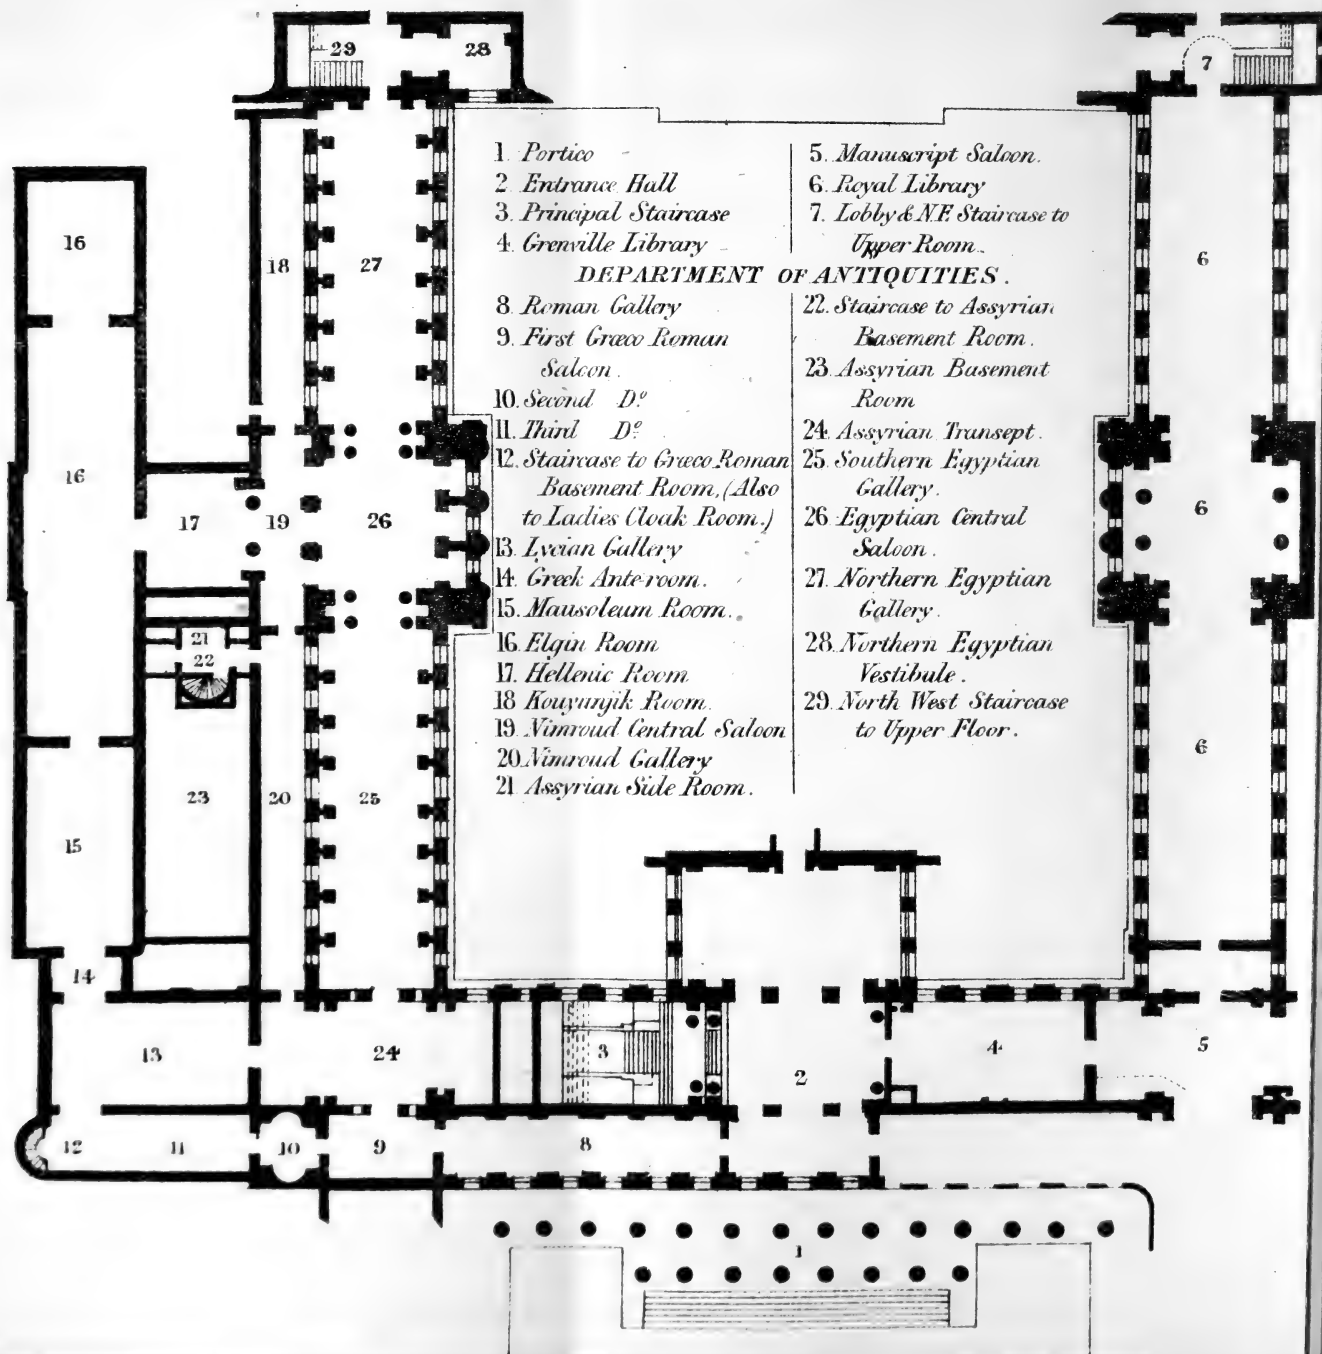 29
28
7
1. Portico
2 Entrance Hall
3. Principal Staircase
4. Grenville Library
5. Manuscript Saloon.
6. Royal Library
7. Lobby & N.E. Staircase to
Upper Room.
DEPARTMENT OF ANTIQUITIES.
8. Roman Gallery
9. First Græco Roman
Saloon.
10. Second Do
11. Third Do
12. Staircase to Græco Roman
Basement Room, (Also
to Ladies Cloak Room.)
13. Lycian Gallery
14. Greek Ante-room.
15. Mausoleum Room.
16. Elgin Room
17. Hellenic Room
18 Kouyunjik Room.
19. Nimroud Central Saloon
20. Nimroud Gallery
21 Assyrian Side Room.
22. Staircase to Assyrian
Basement Room.
23. Assyrian Basement
Room
24. Assyrian Transept.
25. Southern Egyptian
Gallery.
26 Egyptian Central
Saloon.
27. Northern Egyptian
Gallery.
28. Northern Egyptian
Vestibule.
29. North West Staircase
to Upper Floor.
16
18
27
6
16
17
19
26
6
21
22
6
23
20
25
15
14
13
24
3
2
4
5
12
11
10
9
8
1